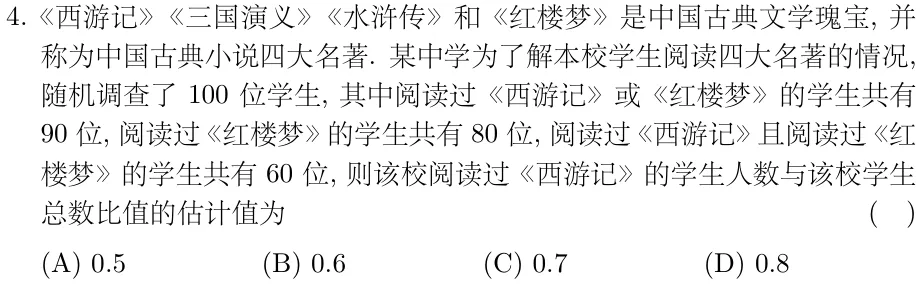 4. 《西游记》《三国演义》《水浒传》和《红楼梦》是中国古典文学瑰宝, 并
称为中国古典小说四大名著. 某中学为了解本校学生阅读四大名著的情况,
随机调查了 100 位学生, 其中阅读过《西游记》或《红楼梦》的学生共有
90 位, 阅读过《红楼梦》的学生共有 80 位, 阅读过《西游记》且阅读过《红
楼梦》的学生共有 60 位, 则该校阅读过《西游记》的学生人数与该校学生
总数比值的估计值为 ( )
(A) 0.5 (B) 0.6 (C) 0.7 (D) 0.8